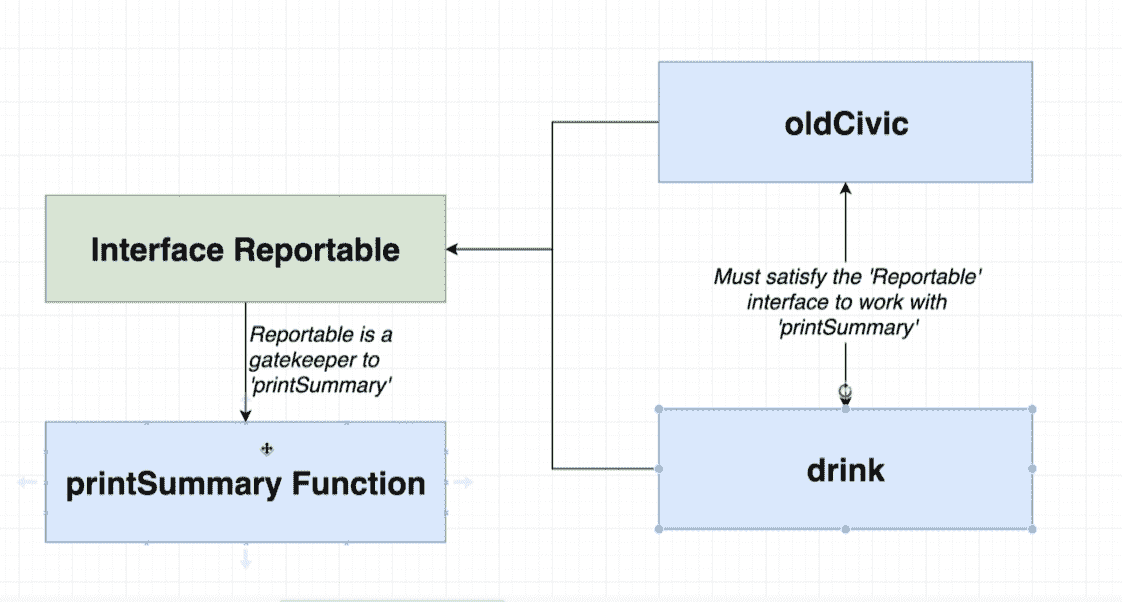 oldCivic
Interface Reportable
Must satisfy the 'Reportable'
interface to work with
'printSummary'
Reportable is a
gatekeeper to
'printSummary'
printSummary Function
drink